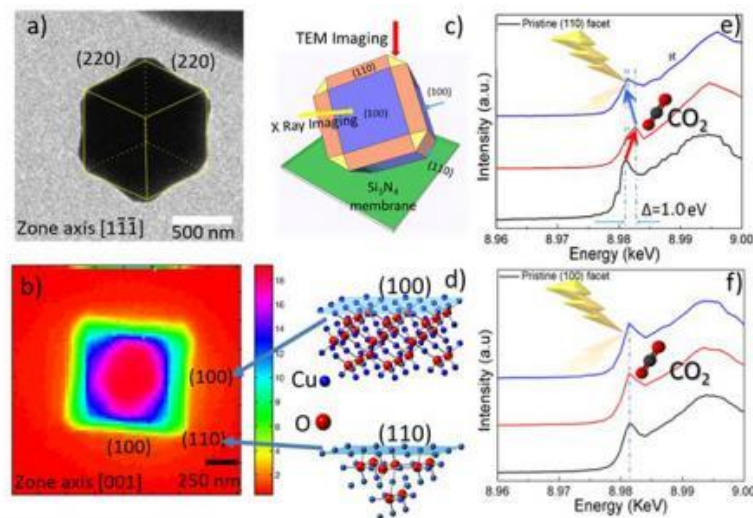 a)
(220)
(220)
Zone axis [11̄1̄]
500 nm
c)
TEM Imaging
(110)
(100)
(100)
X Ray Imaging
(110)
Si3N4
membrane
e)
Pristine (110) facet
CO2
Δ=1.0 eV
Intensity (a.u.)
8.96
8.97
8.98
8.99
9.00
Energy (keV)
b)
(100)
(100)
(110)
Zone axis [001]
250 nm
18
16
14
12
10
8
6
4
2
d)
(100)
Cu
O
(110)
f)
Pristine (100) facet
CO2
Intensity (a.u)
8.96
8.97
8.98
8.99
9.00
Energy (KeV)